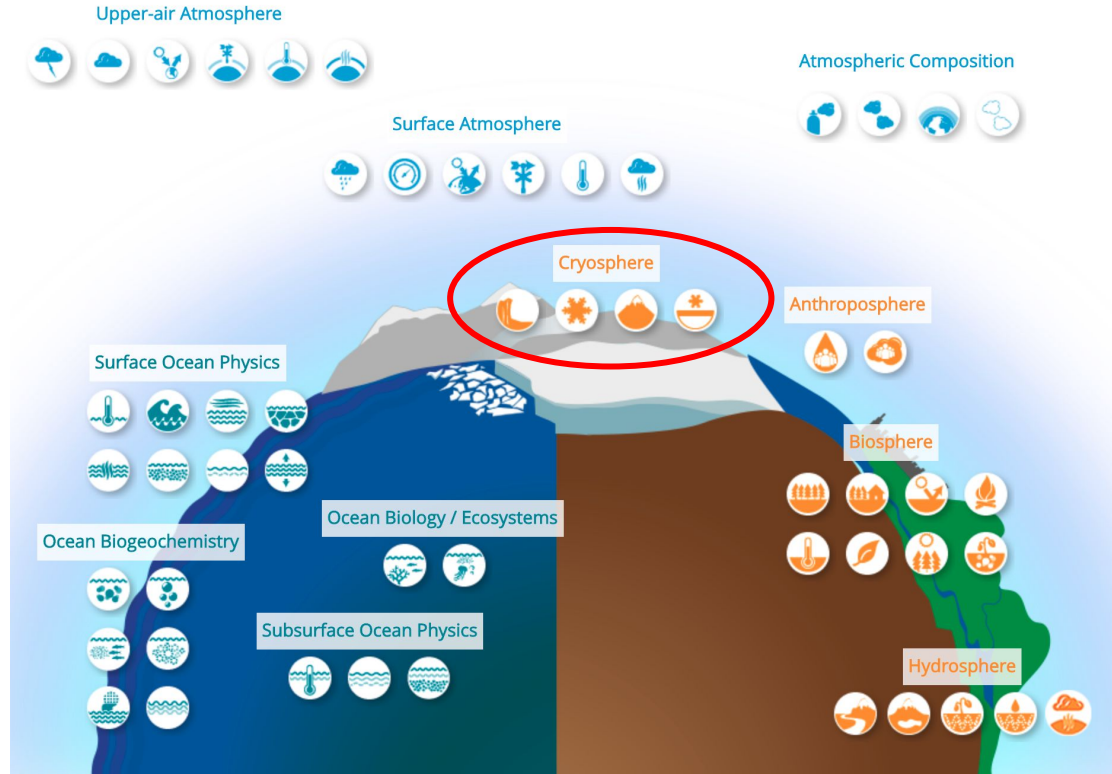 Upper-air Atmosphere
Atmospheric Composition
Surface Atmosphere
Cryosphere
Anthroposphere
Surface Ocean Physics
Biosphere
Ocean Biology / Ecosystems
Ocean Biogeochemistry
Subsurface Ocean Physics
Hydrosphere